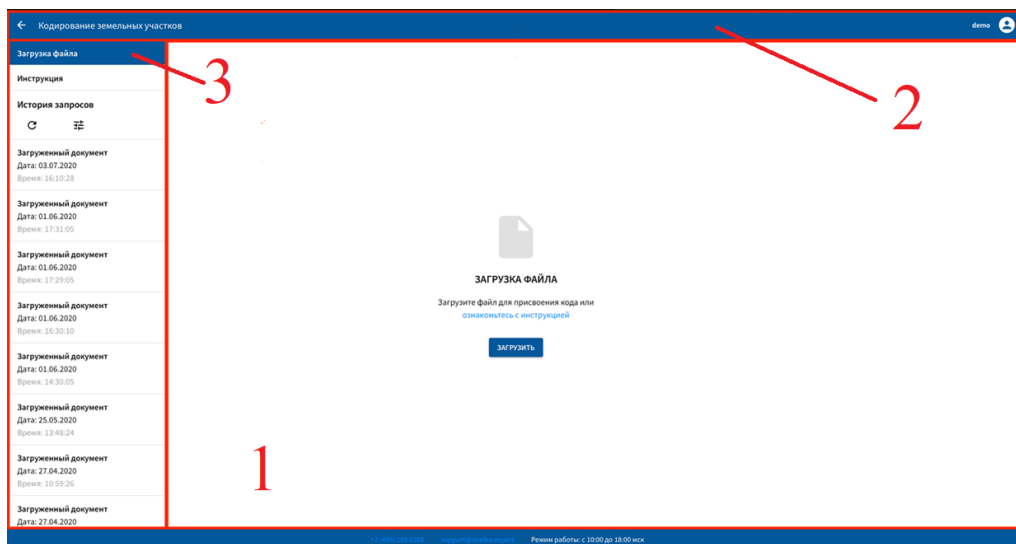 Кодирование земельных участков
demo
Загрузка файла
Инструкция
История запросов
Загруженный документ
Дата: 03.07.2020
Время: 16:10:28
Загруженный документ
Дата: 01.06.2020
Время: 17:31:05
Загруженный документ
Дата: 01.06.2020
Время: 17:29:05
Загруженный документ
Дата: 01.06.2020
Время: 16:30:10
Загруженный документ
Дата: 01.06.2020
Время: 14:30:05
Загруженный документ
Дата: 25.05.2020
Время: 13:48:24
Загруженный документ
Дата: 27.04.2020
Время: 10:59:26
Загруженный документ
Дата: 27.04.2020
3
2
ЗАГРУЗКА ФАЙЛА
Загрузите файл для присвоения кода или
ознакомьтесь с инструкцией
ЗАГРУЗИТЬ
1
Режим работы: с 10:00 до 18:00 мск